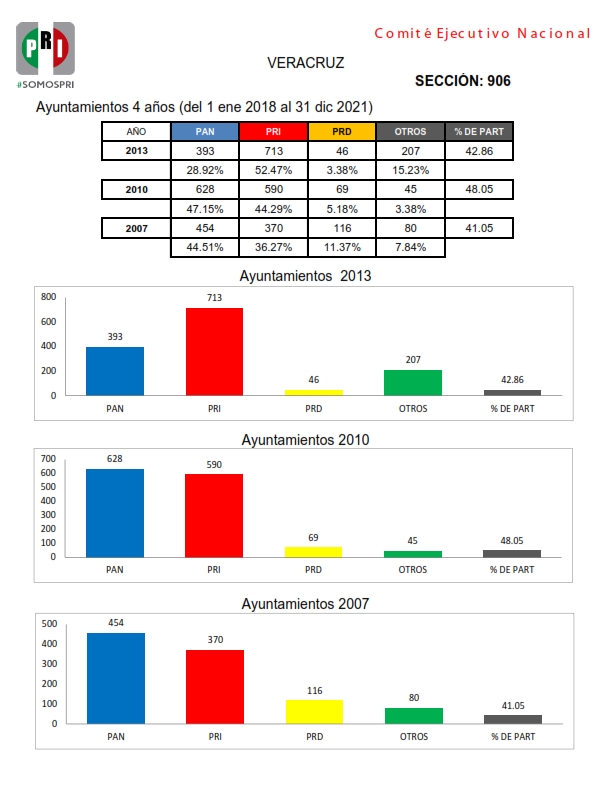 PRI
#SOMOSPRI
Comité Ejecutivo Nacional
VERACRUZ
SECCIÓN: 906
Ayuntamientos 4 años (del 1 ene 2018 al 31 dic 2021)
AÑO PAN PRI PRD OTROS % DE PART
2013 393 713 46 207 42.86
28.92% 52.47% 3.38% 15.23%
2010 628 590 69 45 48.05
47.15% 44.29% 5.18% 3.38%
2007 454 370 116 80 41.05
44.51% 36.27% 11.37% 7.84%
Ayuntamientos 2013
800
600
400
200
0
393
713
46
207
42.86
PAN PRI PRD OTROS % DE PART
Ayuntamientos 2010
700
600
500
400
300
200
100
0
628
590
69
45
48.05
PAN PRI PRD OTROS % DE PART
Ayuntamientos 2007
500
400
300
200
100
0
454
370
116
80
41.05
PAN PRI PRD OTROS % DE PART